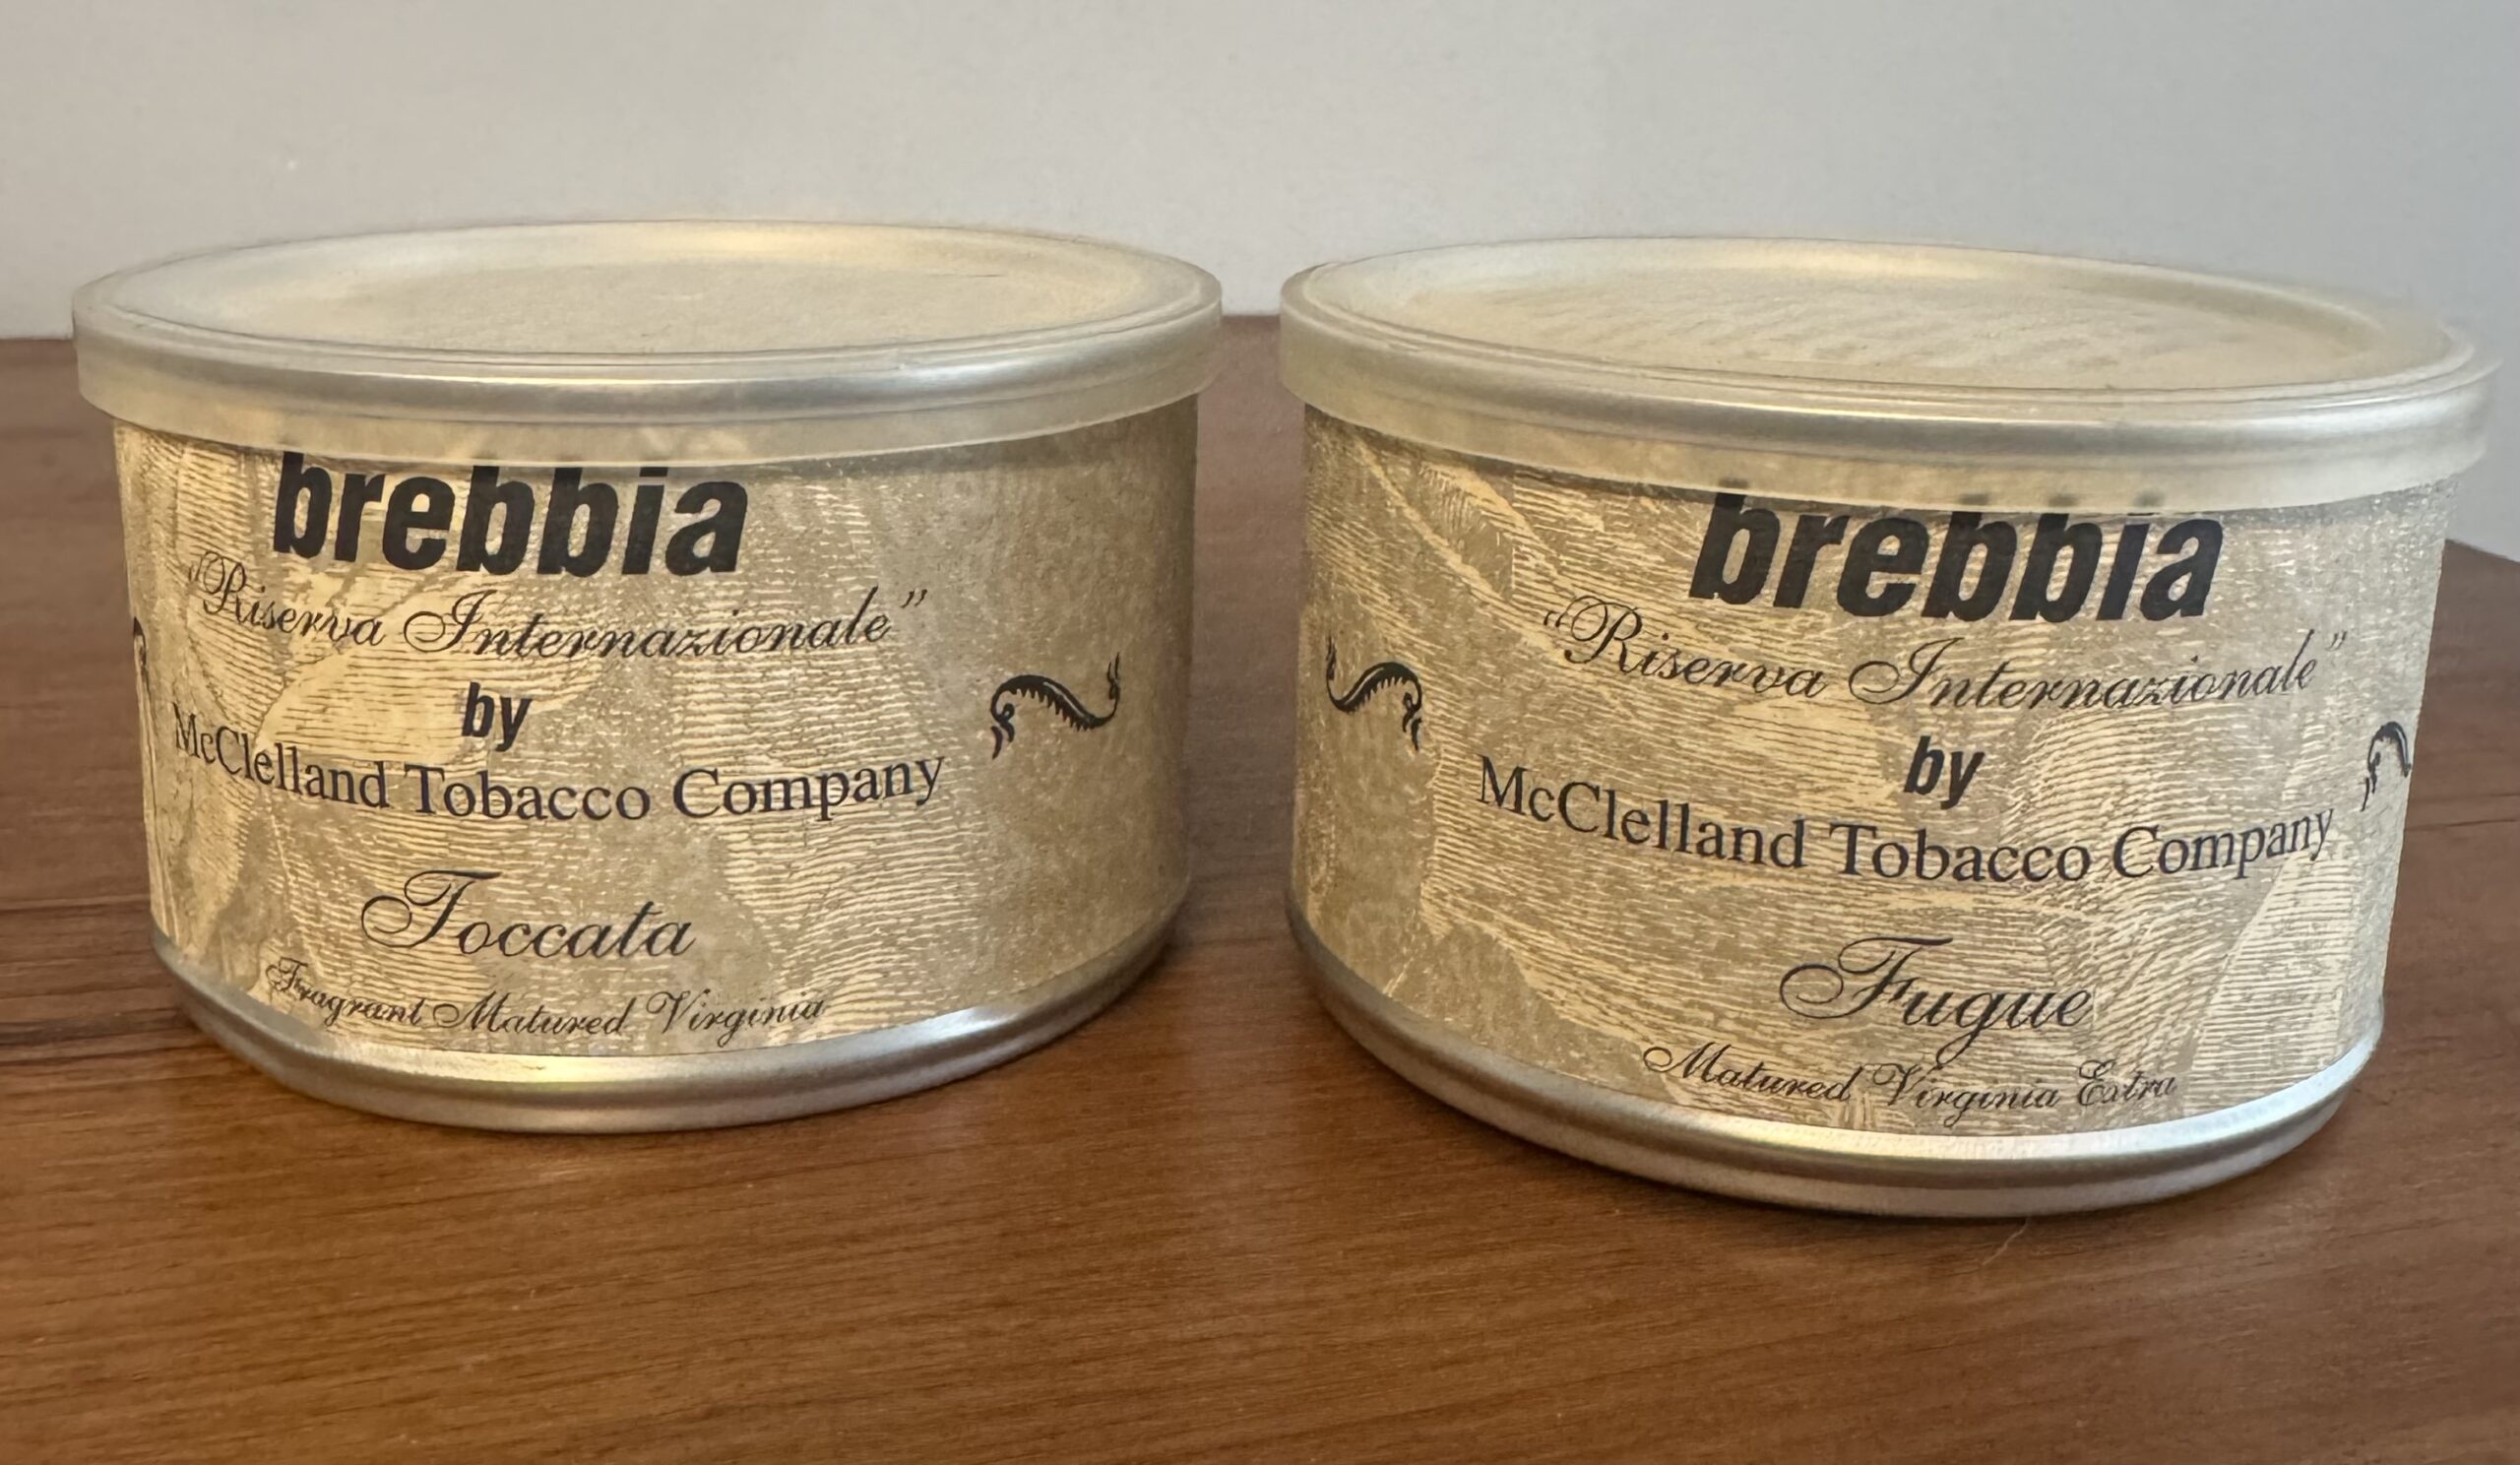 brebbia
"Riserva Internazionale"
by
McClelland Tobacco Company
Toccata
Fragrant Matured Virginia
brebbia
"Riserva Internazionale"
by
McClelland Tobacco Company
Fugue
Matured Virginia Extra